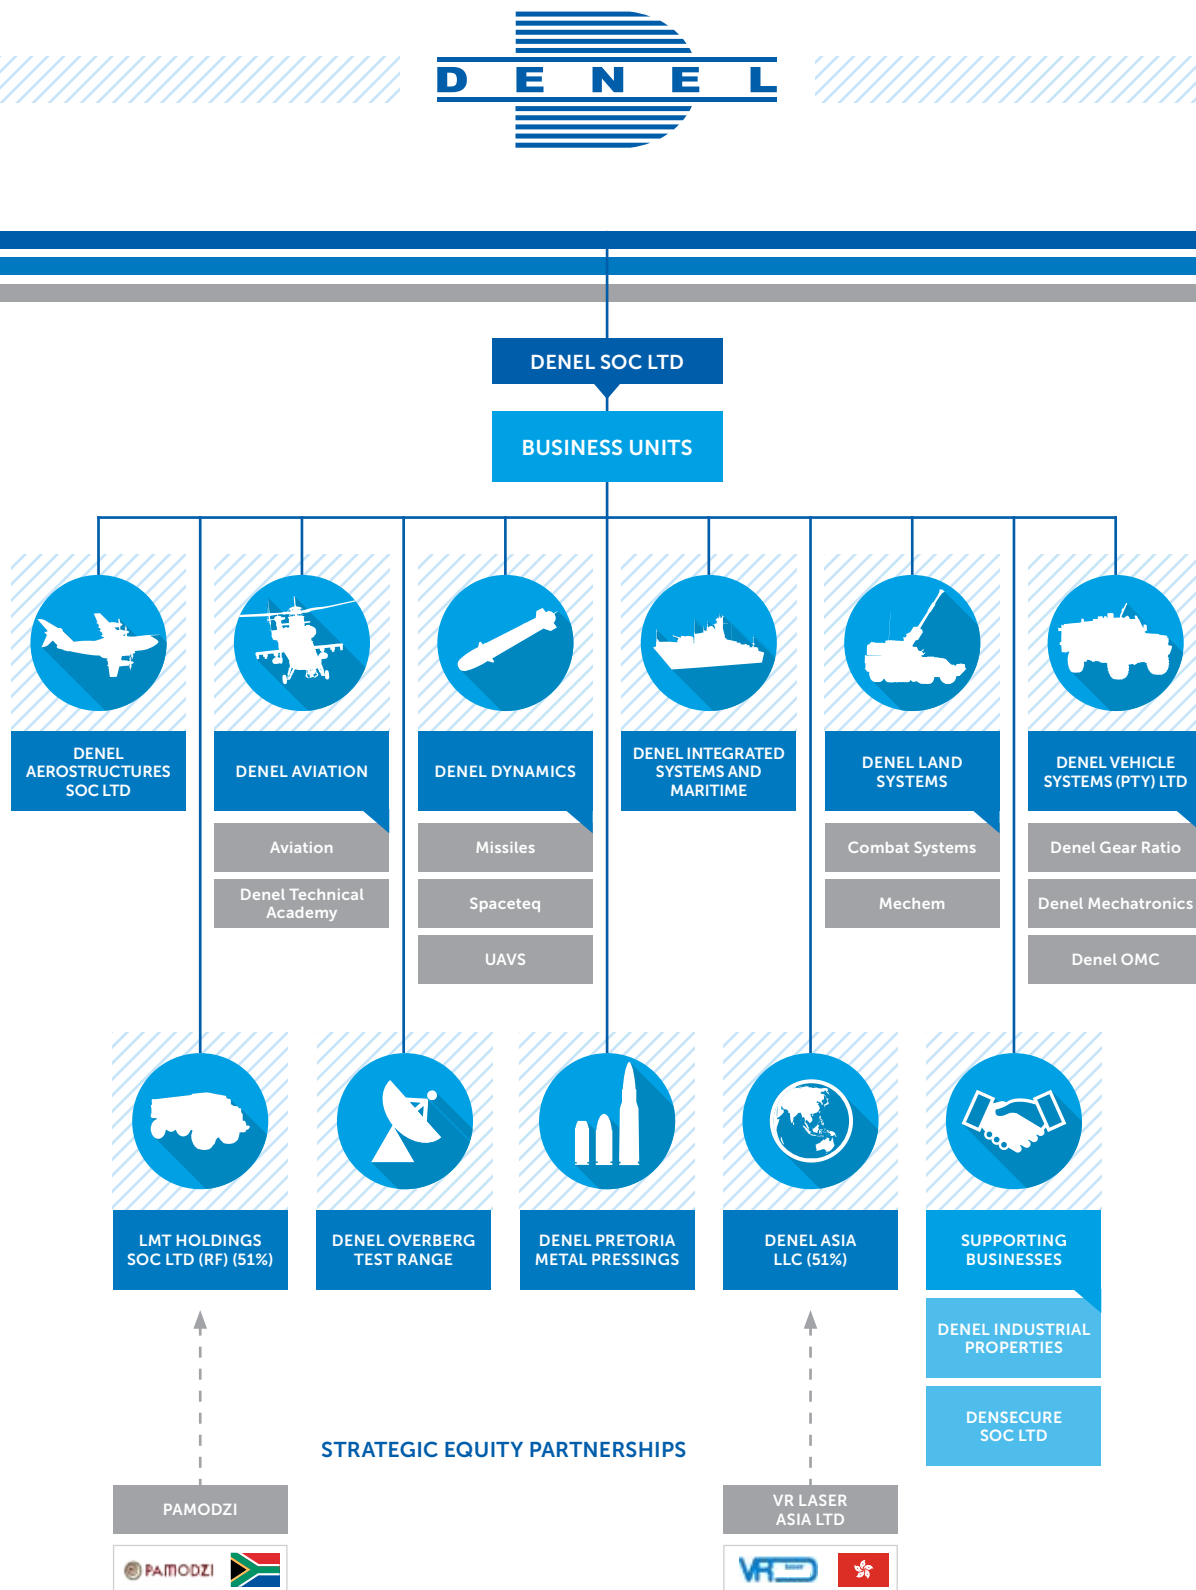 DENEL
DENEL SOC LTD
BUSINESS UNITS
DENEL
AEROSTRUCTURES
SOC LTD
DENEL AVIATION
Aviation
Denel Technical
Academy
DENEL DYNAMICS
Missiles
Spaceteq
UAVS
DENEL INTEGRATED
SYSTEMS AND
MARITIME
DENEL LAND
SYSTEMS
Combat Systems
Mechem
DENEL VEHICLE
SYSTEMS (PTY) LTD
Denel Gear Ratio
Denel Mechatronics
Denel OMC
LMT HOLDINGS
SOC LTD (RF) (51%)
DENEL OVERBERG
TEST RANGE
DENEL PRETORIA
METAL PRESSINGS
DENEL ASIA
LLC (51%)
SUPPORTING
BUSINESSES
DENEL INDUSTRIAL
PROPERTIES
DENSECURE
SOC LTD
STRATEGIC EQUITY PARTNERSHIPS
PAMODZI
PAMODZI
VR LASER
ASIA LTD
VR